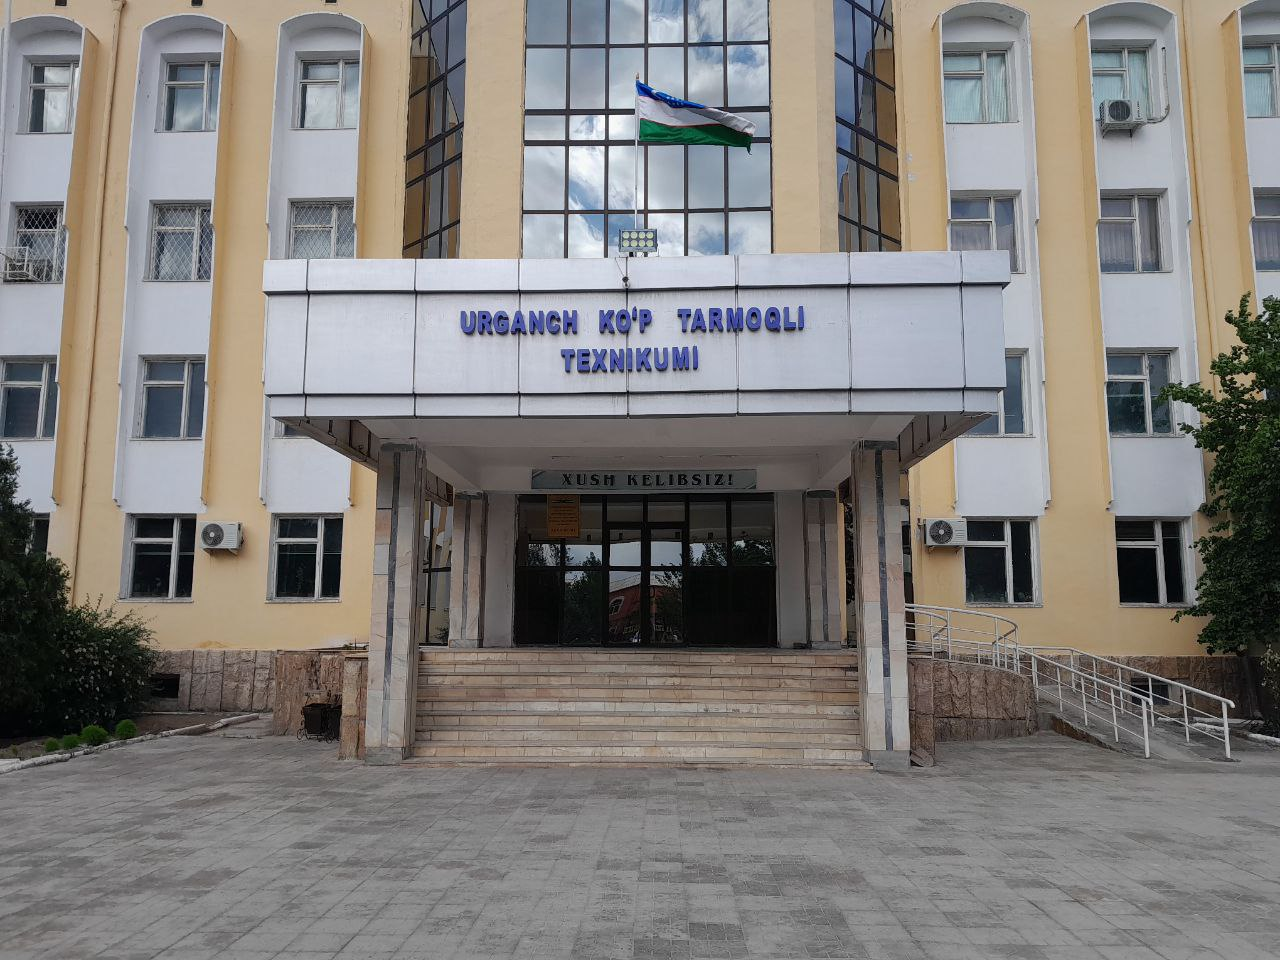 URGANCH KO‘P TARMOQLI
TEXNIKUMI
XUSH KELIBSIZ!